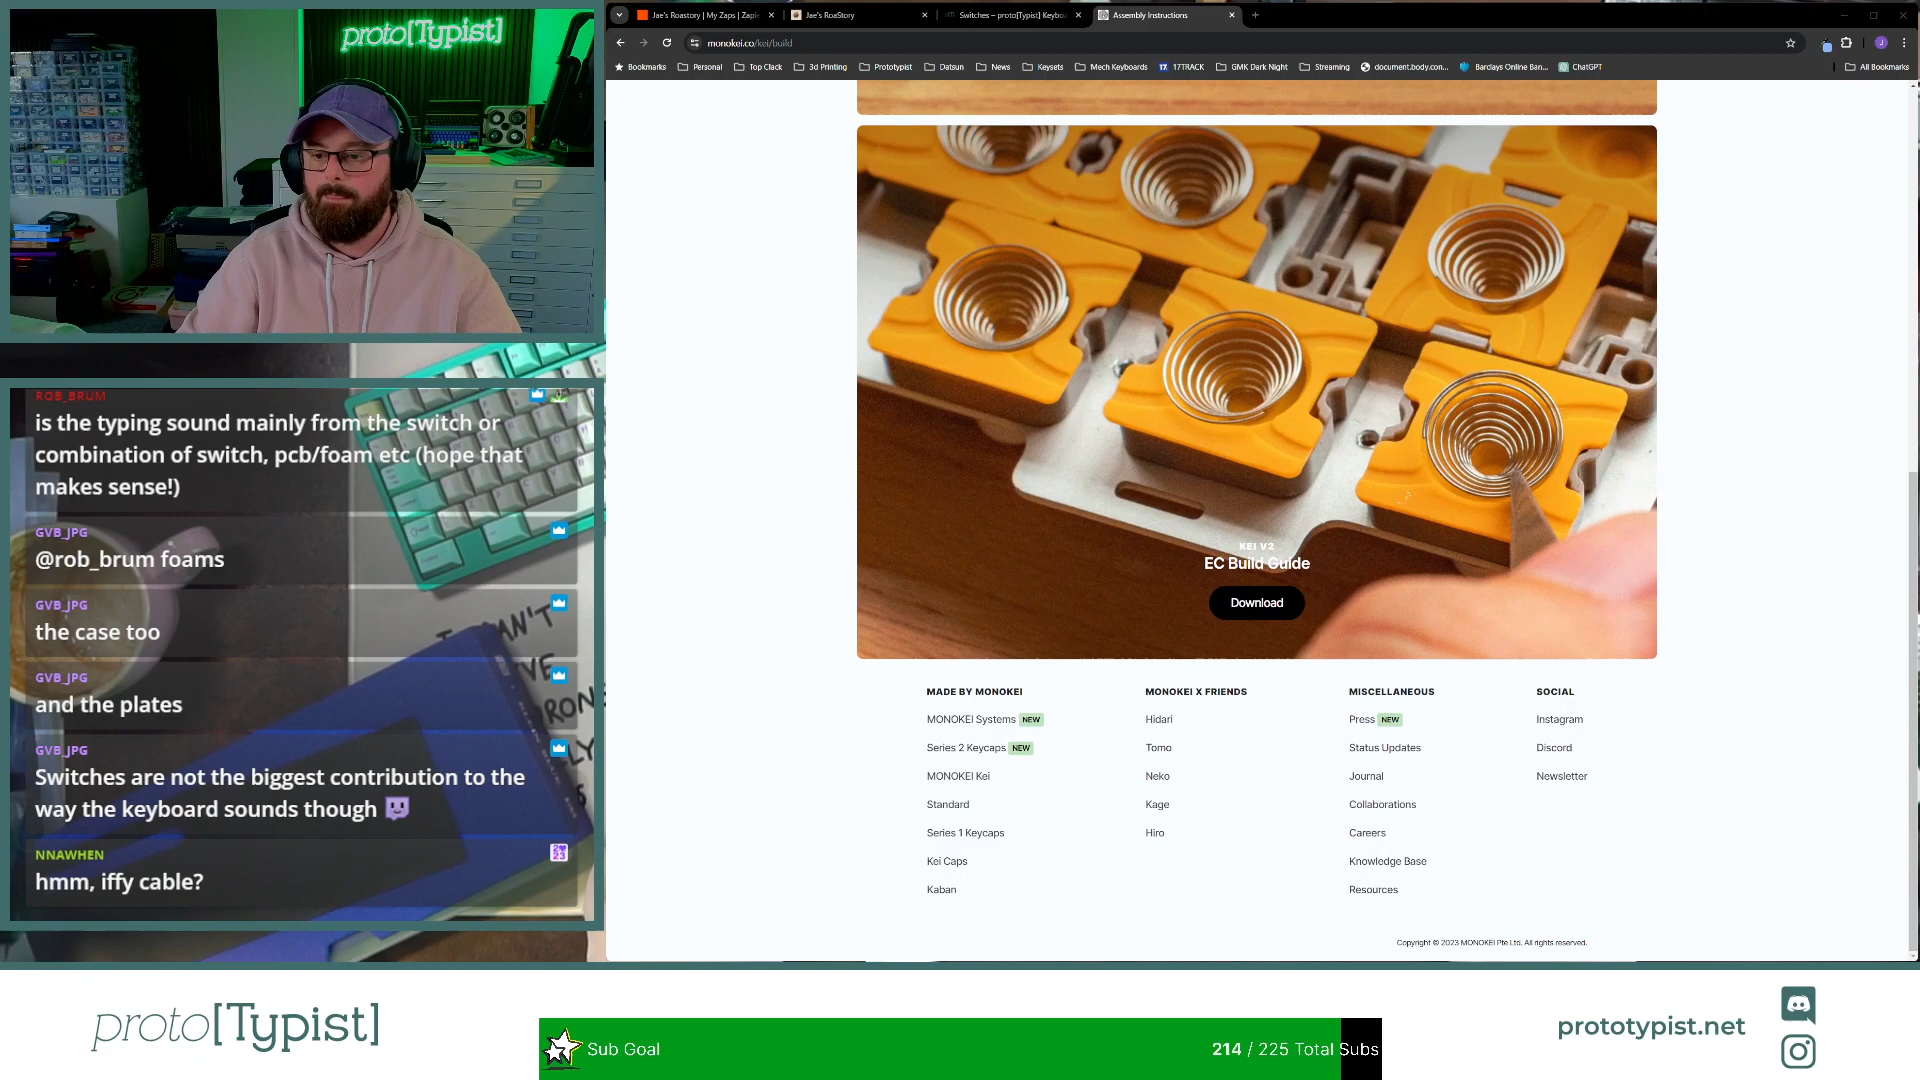 proto[Typist]
Jae's Roastory | My Zaps | Zapie
Jae's RoaStory
Switches – proto[Typist] Keybo
Assembly Instructions
monokei.co/kei/build
Bookmarks
Personal
Top Clack
3d Printing
Prototypist
Datsun
News
Keysets
Mech Keyboards
17TRACK
GMK Dark Night
Streaming
document.body.con...
Barclays Online Ban...
ChatGPT
All Bookmarks
ROB_BRUM
is the typing sound mainly from the switch or
combination of switch, pcb/foam etc (hope that
makes sense!)
GVB_JPG
@rob_brum foams
GVB_JPG
the case too
GVB_JPG
and the plates
GVB_JPG
Switches are not the biggest contribution to the
way the keyboard sounds though
NNAWHEN
hmm, iffy cable?
KEI V2
EC Build Guide
Download
MADE BY MONOKEI
MONOKEI Systems NEW
Series 2 Keycaps NEW
MONOKEI Kei
Standard
Series 1 Keycaps
Kei Caps
Kaban
MONOKEI X FRIENDS
Hidari
Tomo
Neko
Kage
Hiro
MISCELLANEOUS
Press NEW
Status Updates
Journal
Collaborations
Careers
Knowledge Base
Resources
SOCIAL
Instagram
Discord
Newsletter
Copyright © 2023 MONOKEI Pte Ltd. All rights reserved.
proto[Typist]
Sub Goal
214 / 225 Total Subs
prototypist.net